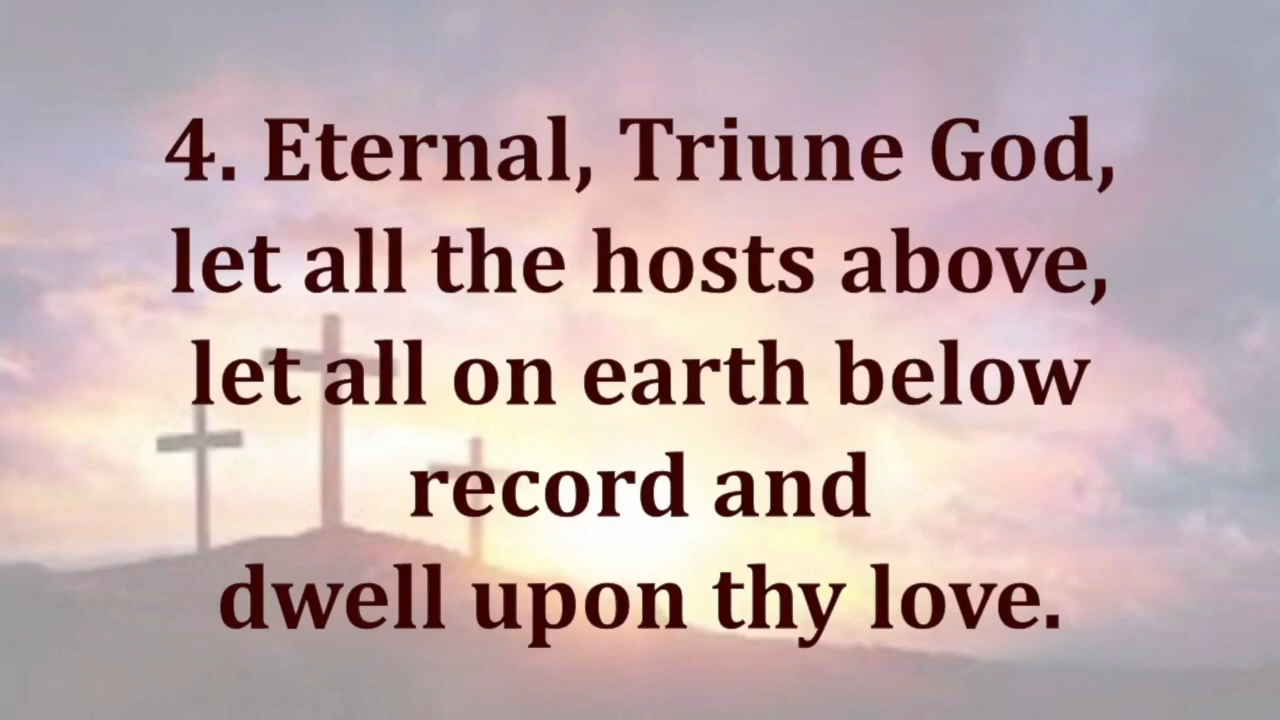 4. Eternal, Triune God,
let all the hosts above,
let all on earth below
record and
dwell upon thy love.